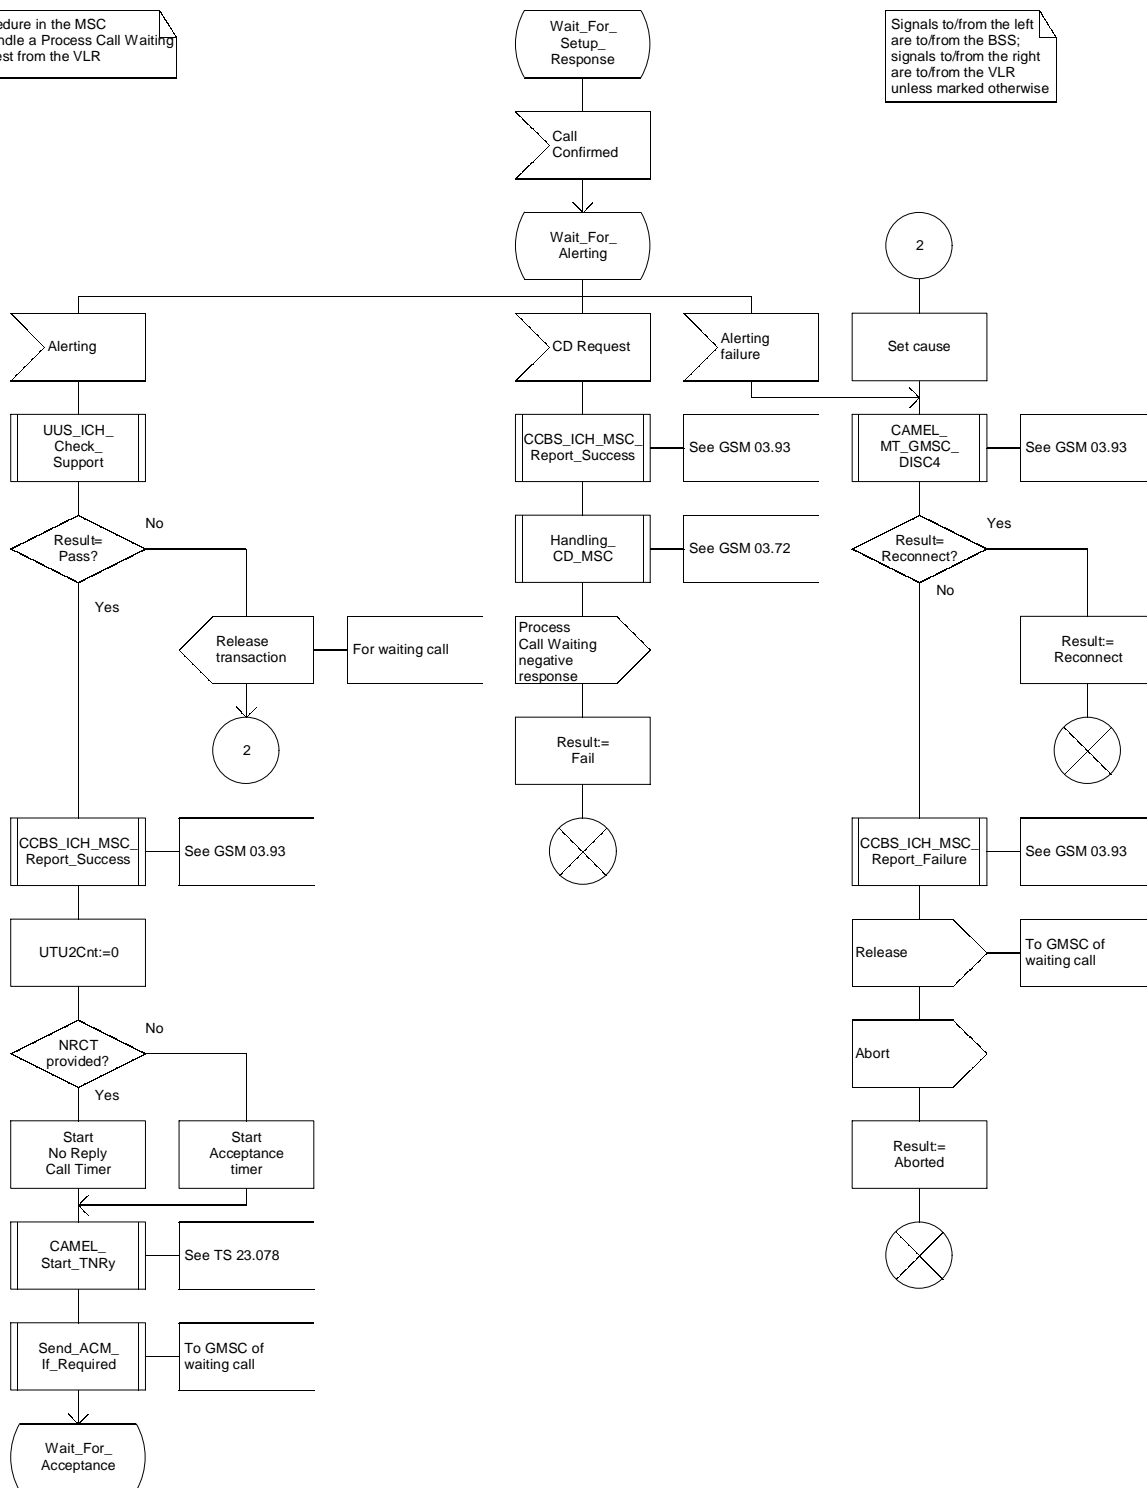 edure in the MSC
ndle a Process Call Waiting
est from the VLR
Wait_For_
Setup_
Response
Signals to/from the left
are to/from the BSS;
signals to/from the right
are to/from the VLR
unless marked otherwise
Call
Confirmed
Wait_For_
Alerting
2
Alerting
CD Request
Alerting
failure
Set cause
UUS_ICH_
Check_
Support
CCBS_ICH_MSC_
Report_Success
See GSM 03.93
CAMEL_
MT_GMSC_
DISC4
See GSM 03.93
Result=
Pass?
No
Yes
Handling_
CD_MSC
See GSM 03.72
Result=
Reconnect?
Yes
No
Release
transaction
For waiting call
Process
Call Waiting
negative
response
Result:=
Reconnect
2
Result:=
Fail
CCBS_ICH_MSC_
Report_Success
See GSM 03.93
CCBS_ICH_MSC_
Report_Failure
See GSM 03.93
UTU2Cnt:=0
Release
To GMSC of
waiting call
NRCT
provided?
No
Yes
Abort
Start
No Reply
Call Timer
Start
Acceptance
timer
Result:=
Aborted
CAMEL_
Start_TNRy
See TS 23.078
Send_ACM_
If_Required
To GMSC of
waiting call
Wait_For_
Acceptance